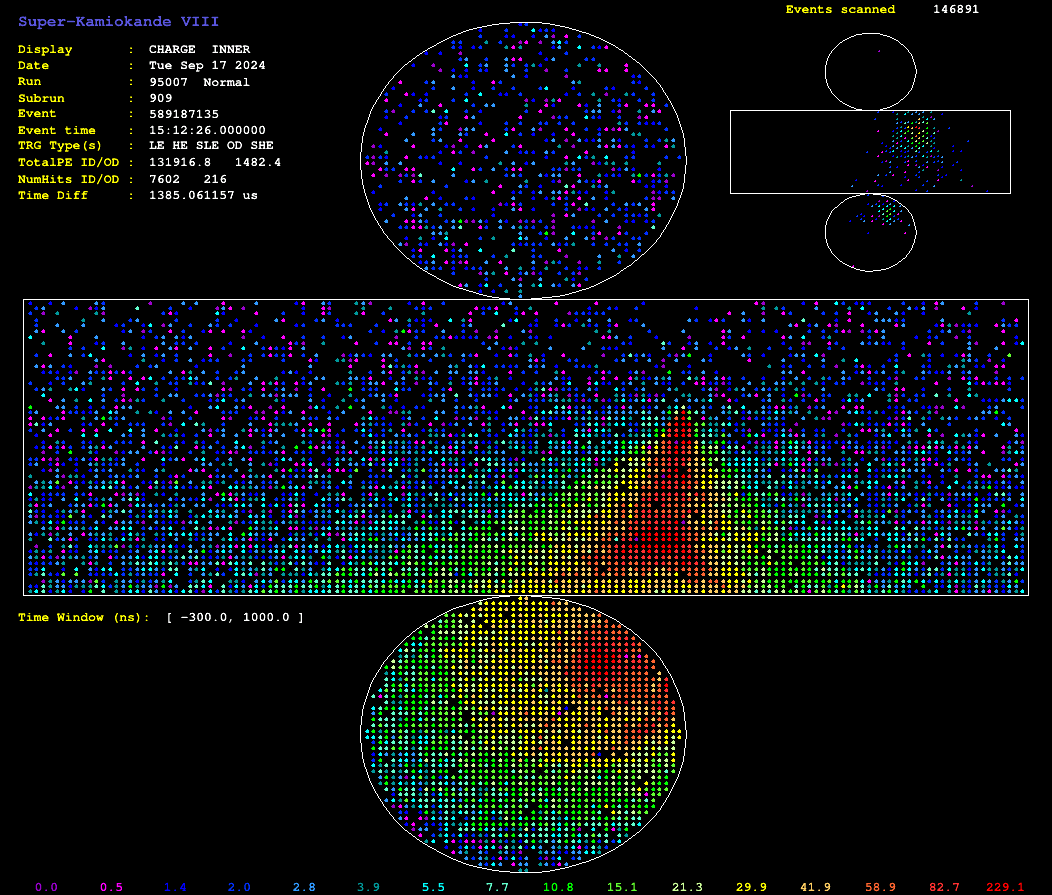 Super-Kamiokande VIII
Events scanned 146891
Display : CHARGE INNER
Date : Tue Sep 17 2024
Run : 95007 Normal
Subrun : 909
Event : 589187135
Event time : 15:12:26.000000
TRG Type(s) : LE HE SLE OD SHE
TotalPE ID/OD : 131916.8 1482.4
NumHits ID/OD : 7602 216
Time Diff : 1385.061157 us
Time Window (ns): [ -300.0, 1000.0 ]
0.0 0.5 1.4 2.0 2.8 3.9 5.5 7.7 10.8 15.1 21.3 29.9 41.9 58.9 82.7 229.1